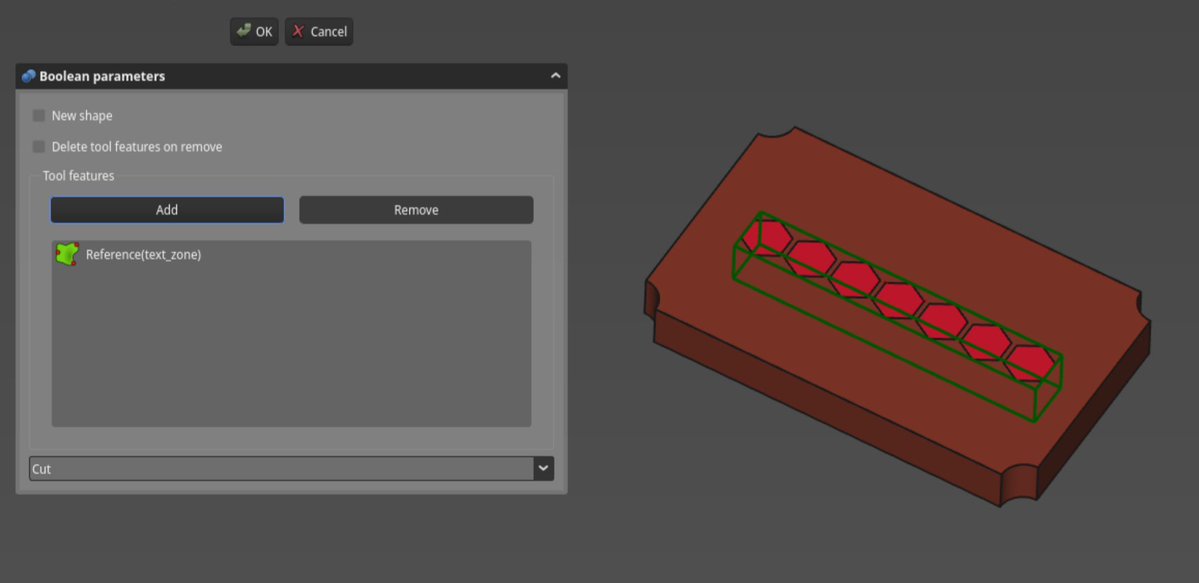 OK
Cancel
Boolean parameters
New shape
Delete tool features on remove
Tool features
Add
Remove
Reference(text_zone)
Cut